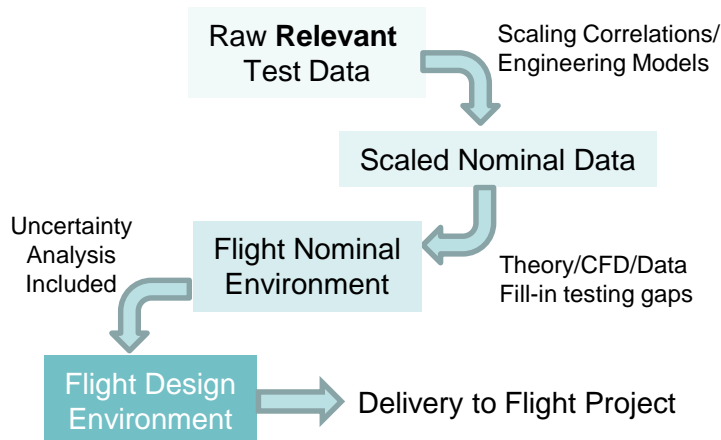 Raw Relevant
Test Data
Scaling Correlations/
Engineering Models
Scaled Nominal Data
Uncertainty
Analysis
Included
Flight Nominal
Environment
Theory/CFD/Data
Fill-in testing gaps
Flight Design
Environment
Delivery to Flight Project